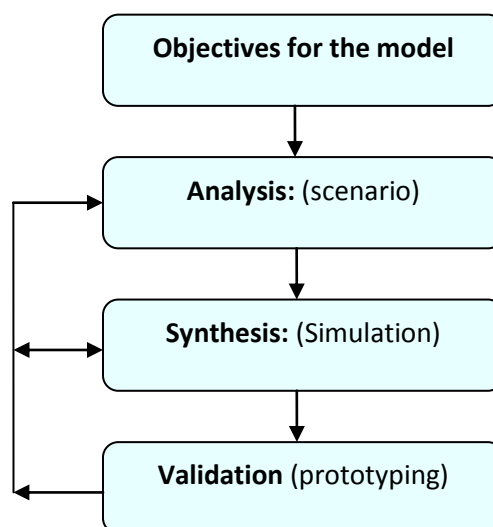 Objectives for the model
Analysis: (scenario)
Synthesis: (Simulation)
Validation (prototyping)